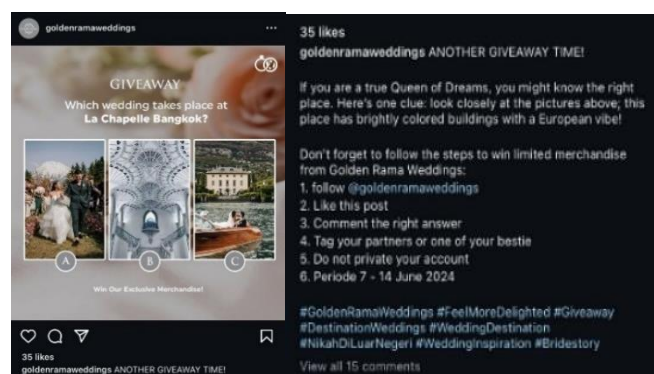 goldenramaweddings
GIVEAWAY
Which wedding takes place at
La Chapelle Bangkok?
A
B
C
Win Our Exclusive Merchandise!
35 likes
goldenramaweddings ANOTHER GIVEAWAY TIME!
35 likes
goldenramaweddings ANOTHER GIVEAWAY TIME!
If you are a true Queen of Dreams, you might know the right
place. Here's one clue: look closely at the pictures above; this
place has brightly colored buildings with a European vibe!
Don't forget to follow the steps to win limited merchandise
from Golden Rama Weddings:
1. follow @goldenramaweddings
2. Like this post
3. Comment the right answer
4. Tag your partners or one of your bestie
5. Do not private your account
6. Periode 7 - 14 June 2024
#GoldenRamaWeddings #FeelMoreDelighted #Giveaway
#DestinationWeddings #WeddingDestination
#NikahDiLuarNegeri #WeddingInspiration #Bridestory
View all 15 comments